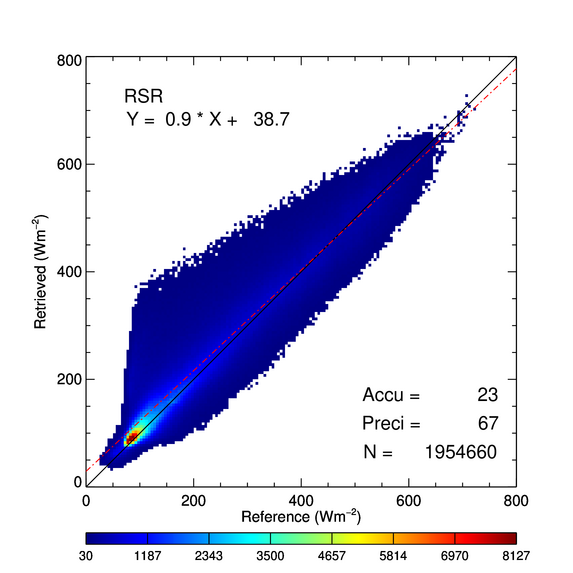 RSR
Y = 0.9 * X + 38.7
800
600
400
200
0
Retrieved (Wm⁻²)
Accu = 23
Preci = 67
N = 1954660
0 200 400 600 800
Reference (Wm⁻²)
30 1187 2343 3500 4657 5814 6970 8127